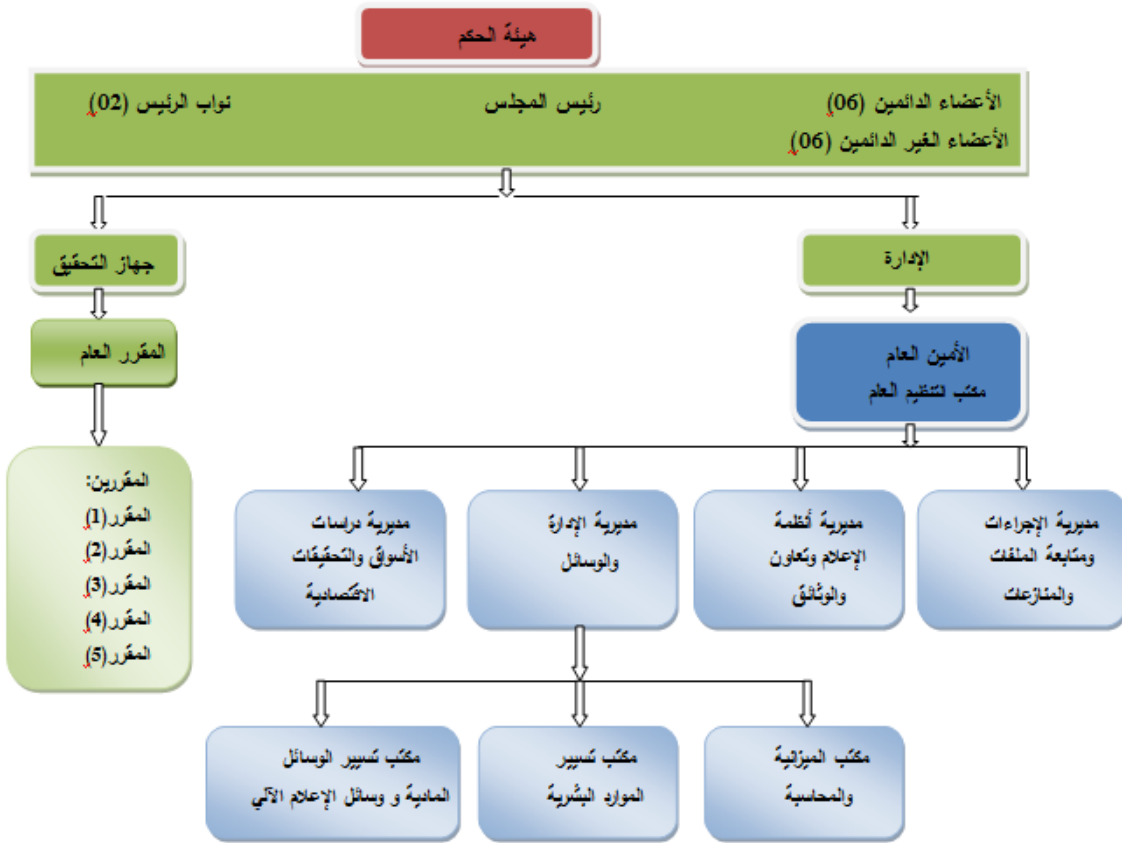 هيئة الحكم
الأعضاء الدائمين (06) رئيس المجلس نواب الرئيس (02)
الأعضاء الغير الدائمين (06)
الإدارة
جهاز التحقيق
الأمين العام
مكتب التنظيم العام
المقرر العام
مديرية الإجراءات
ومتابعة الملفات
والمنازعات
مديرية أنظمة
الإعلام وتعاون
والوثائق
مديرية الإدارة
والوسائل
مديرية دراسات
الأسواق والتحقيقات
الاقتصادية
المقررين:
المقرر(1)
المقرر(2)
المقرر(3)
المقرر(4)
المقرر(5)
مكتب الميزانية
والمحاسبة
مكتب تسيير
الموارد البشرية
مكتب تسيير الوسائل
المادية و وسائل الإعلام الآلي